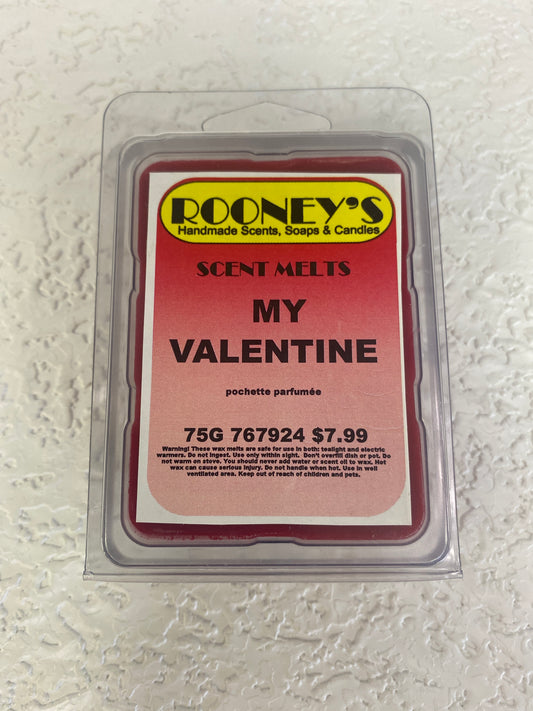 ROONEY'S
Handmade Scents, Soaps & Candles
SCENT MELTS
MY
VALENTINE
pochette parfumée
75G 767924 $7.99
Warning! These wax melts are safe for use in both: tealight and electric
warmers. Do not ingest. Use only within sight. Don't overfill dish or pot. Do
not warm on stove. You should never add water or scent oil to wax. Hot
wax can cause serious injury. Do not handle when hot. Use in well
ventilated area. Keep out of reach of children and pets.